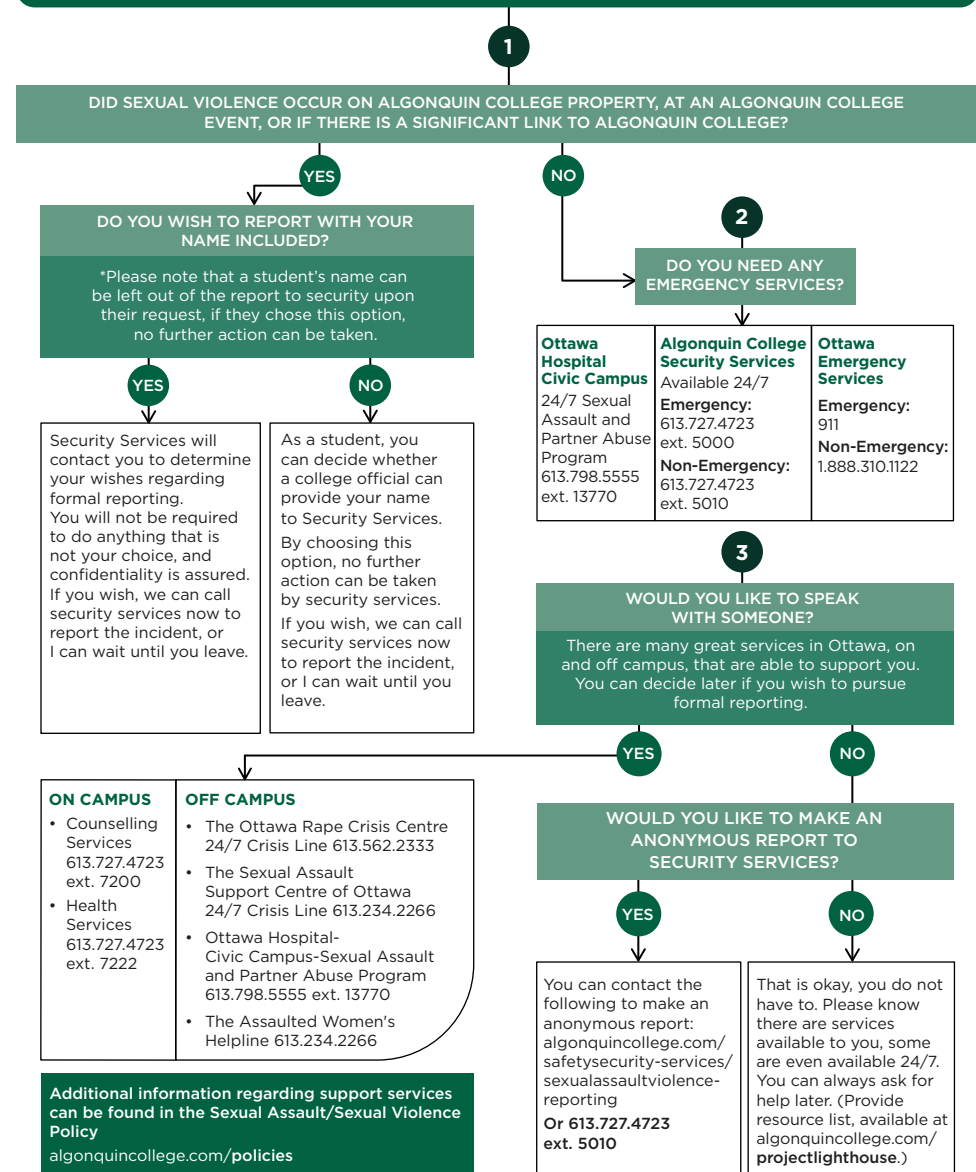 1
DID SEXUAL VIOLENCE OCCUR ON ALGONQUIN COLLEGE PROPERTY, AT AN ALGONQUIN COLLEGE
EVENT, OR IF THERE IS A SIGNIFICANT LINK TO ALGONQUIN COLLEGE?
YES
NO
DO YOU WISH TO REPORT WITH YOUR
NAME INCLUDED?
*Please note that a student's name can
be left out of the report to security upon
their request, if they chose this option,
no further action can be taken.
YES
NO
Security Services will
contact you to determine
your wishes regarding
formal reporting.
You will not be required
to do anything that is
not your choice, and
confidentiality is assured.
If you wish, we can call
security services now to
report the incident, or
I can wait until you leave.
As a student, you
can decide whether
a college official can
provide your name
to Security Services.
By choosing this
option, no further
action can be taken
by security services.
If you wish, we can call
security services now
to report the incident,
or I can wait until you
leave.
2
DO YOU NEED ANY
EMERGENCY SERVICES?
Ottawa
Hospital
Civic Campus
24/7 Sexual
Assault and
Partner Abuse
Program
613.798.5555
ext. 13770
Algonquin College
Security Services
Available 24/7
Emergency:
613.727.4723
ext. 5000
Non-Emergency:
613.727.4723
ext. 5010
Ottawa
Emergency
Services
Emergency:
911
Non-Emergency:
1.888.310.1122
3
WOULD YOU LIKE TO SPEAK
WITH SOMEONE?
There are many great services in Ottawa, on
and off campus, that are able to support you.
You can decide later if you wish to pursue
formal reporting.
YES
NO
ON CAMPUS
• Counselling
Services
613.727.4723
ext. 7200
• Health
Services
613.727.4723
ext. 7222
OFF CAMPUS
• The Ottawa Rape Crisis Centre
24/7 Crisis Line 613.562.2333
• The Sexual Assault
Support Centre of Ottawa
24/7 Crisis Line 613.234.2266
• Ottawa Hospital-
Civic Campus-Sexual Assault
and Partner Abuse Program
613.798.5555 ext. 13770
• The Assaulted Women's
Helpline 613.234.2266
WOULD YOU LIKE TO MAKE AN
ANONYMOUS REPORT TO
SECURITY SERVICES?
YES
NO
You can contact the
following to make an
anonymous report:
algonquincollege.com/
safetysecurity-services/
sexualassaultviolence-
reporting
Or 613.727.4723
ext. 5010
That is okay, you do not
have to. Please know
there are services
available to you, some
are even available 24/7.
You can always ask for
help later. (Provide
resource list, available at
algonquincollege.com/
projectlighthouse.)
Additional information regarding support services
can be found in the Sexual Assault/Sexual Violence
Policy
algonquincollege.com/policies